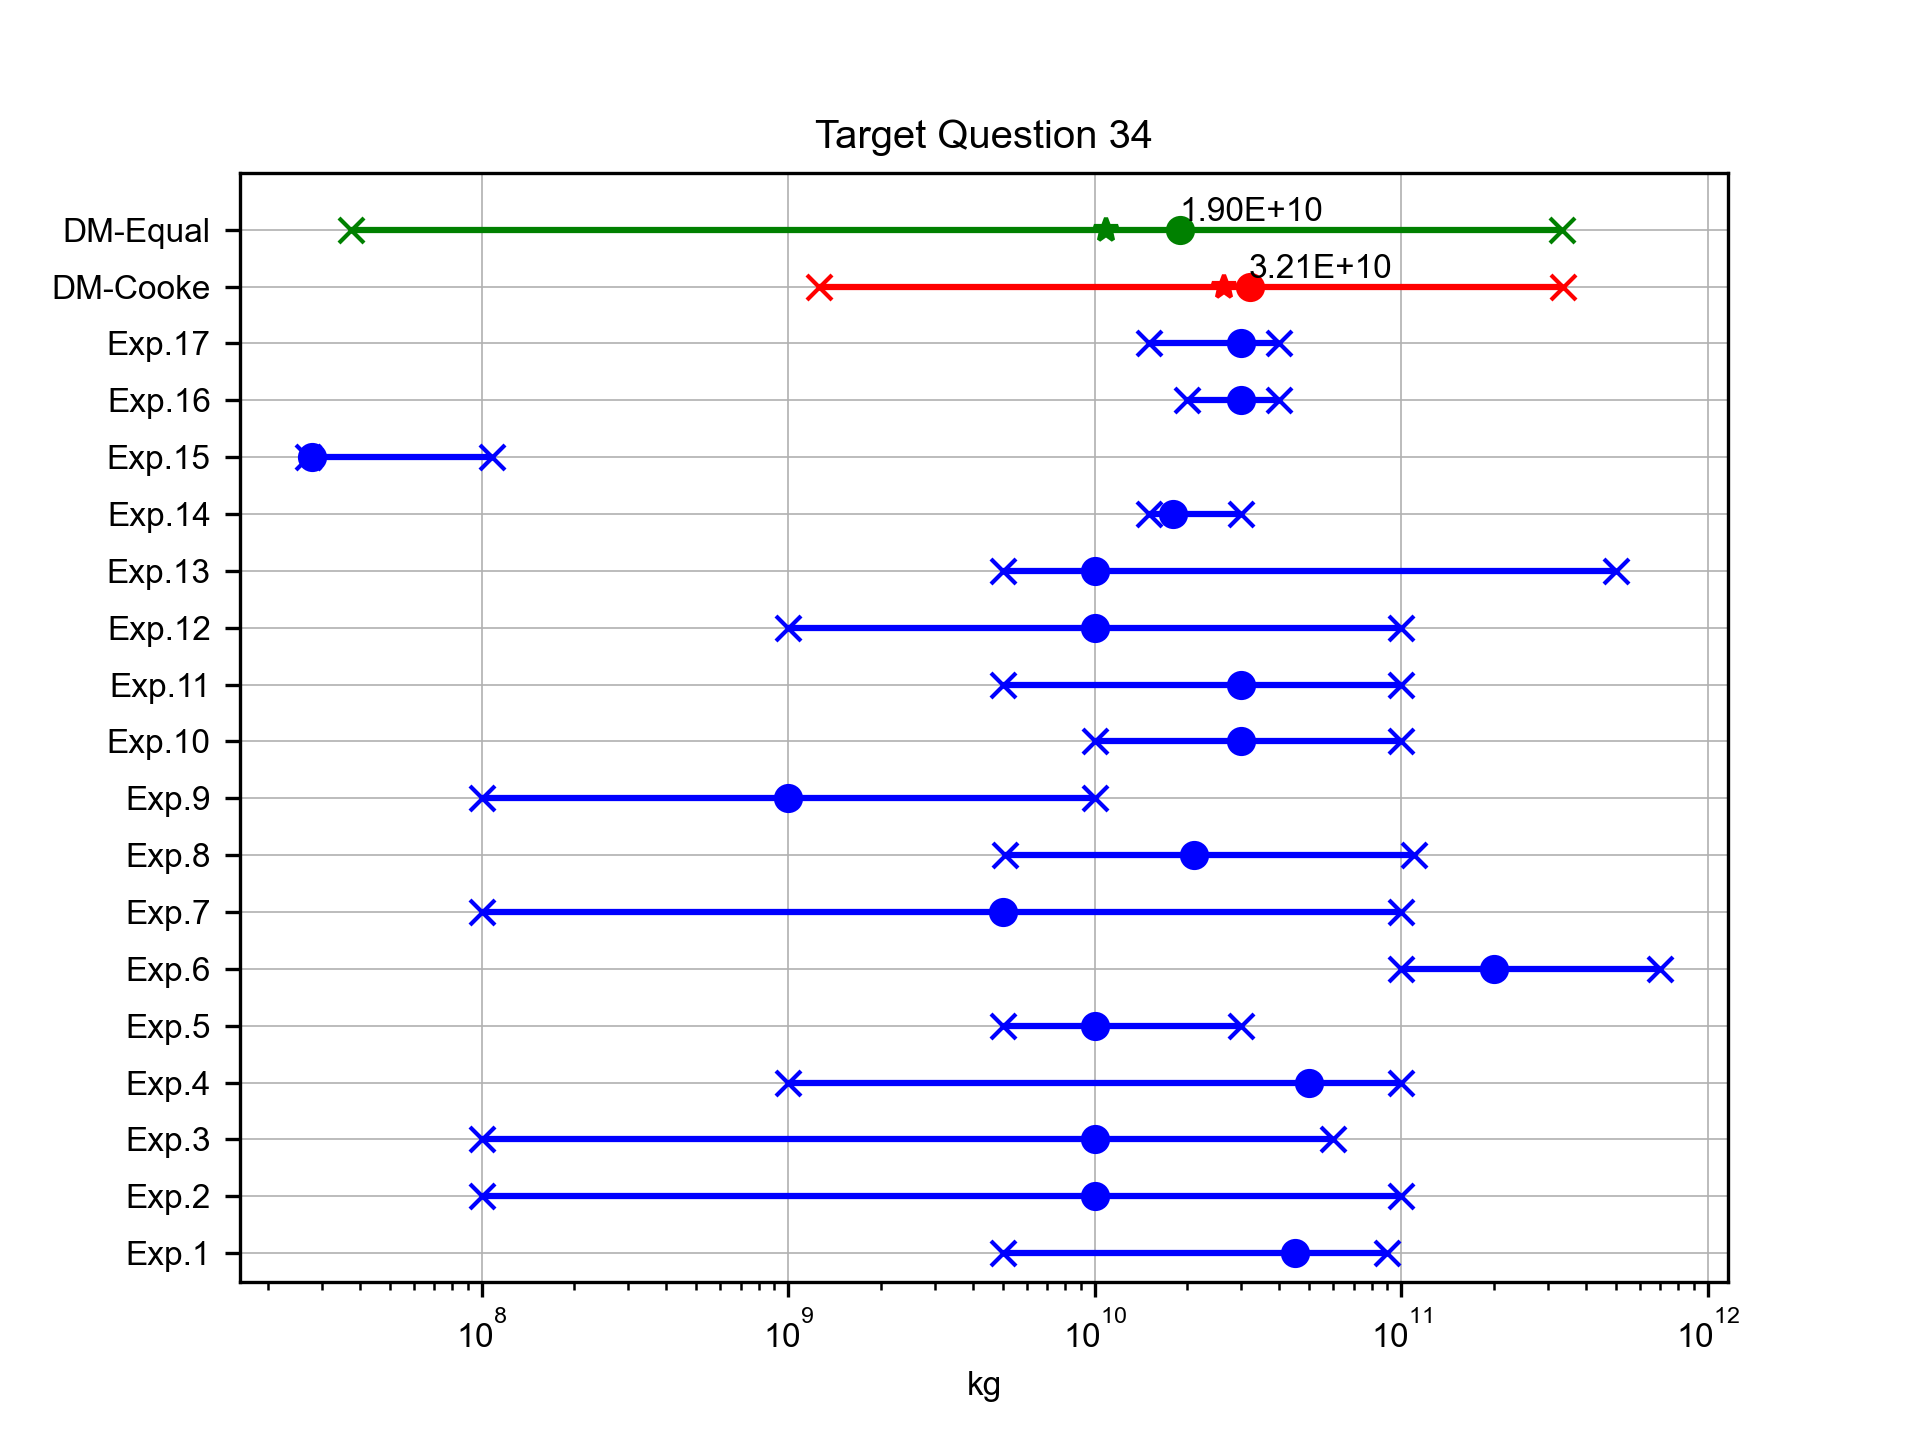 Target Question 34
DM-Equal
1.90E+10
DM-Cooke
3.21E+10
Exp.17
Exp.16
Exp.15
Exp.14
Exp.13
Exp.12
Exp.11
Exp.10
Exp.9
Exp.8
Exp.7
Exp.6
Exp.5
Exp.4
Exp.3
Exp.2
Exp.1
10^8 10^9 10^10 10^11 10^12
kg